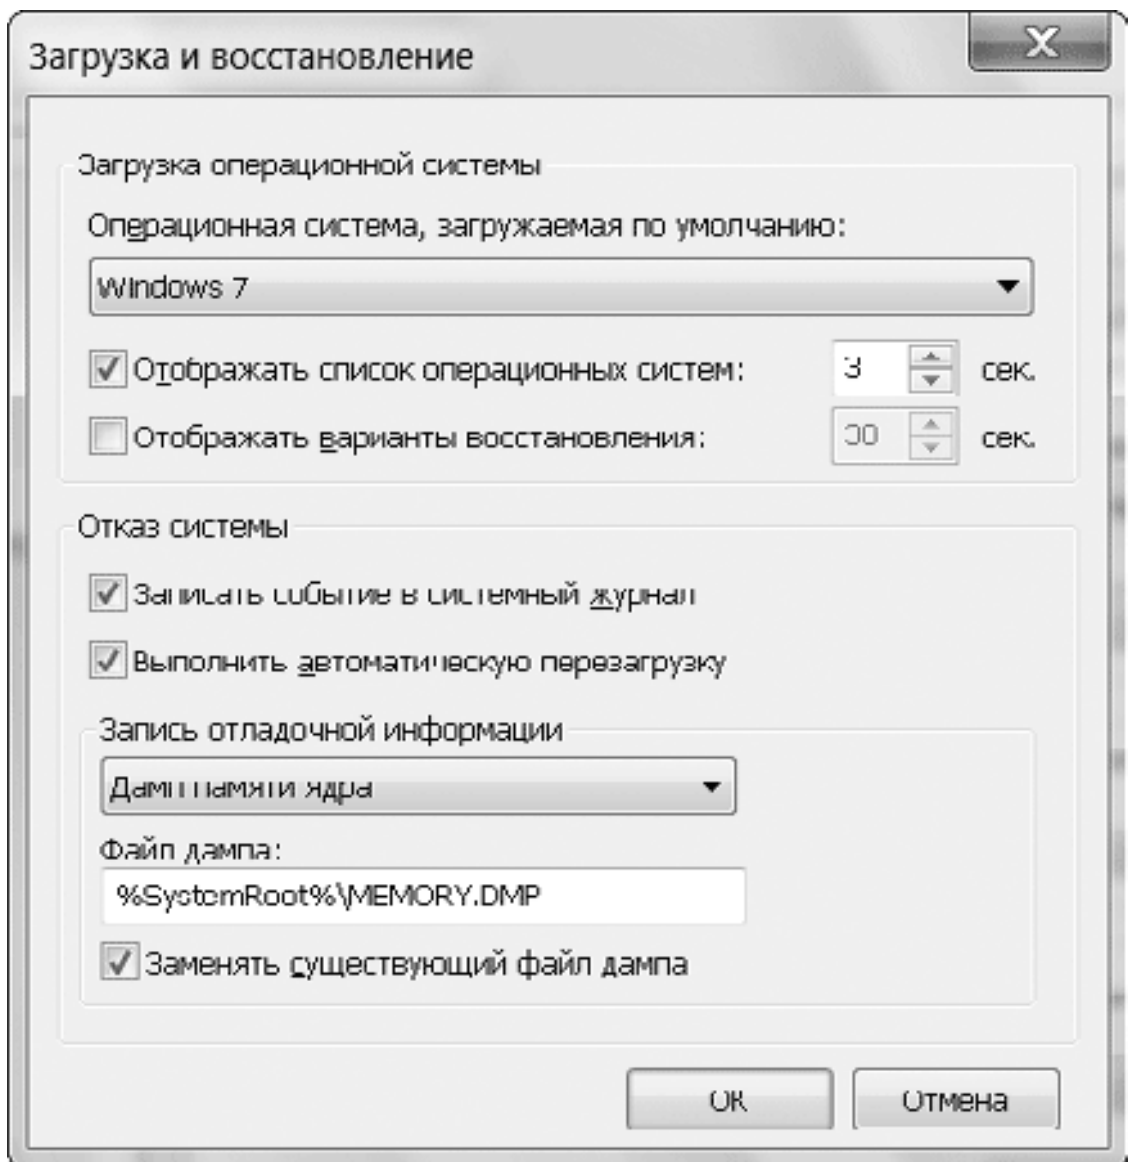 Загрузка и восстановление
Загрузка операционной системы
Операционная система, загружаемая по умолчанию:
Windows 7
Отображать список операционных систем: 3 сек.
Отображать варианты восстановления: 30 сек.
Отказ системы
Записать событие в системный журнал
Выполнить автоматическую перезагрузку
Запись отладочной информации
Дамп памяти ядра
Файл дампа:
%SystemRoot%\MEMORY.DMP
Заменять существующий файл дампа
ОК Отмена